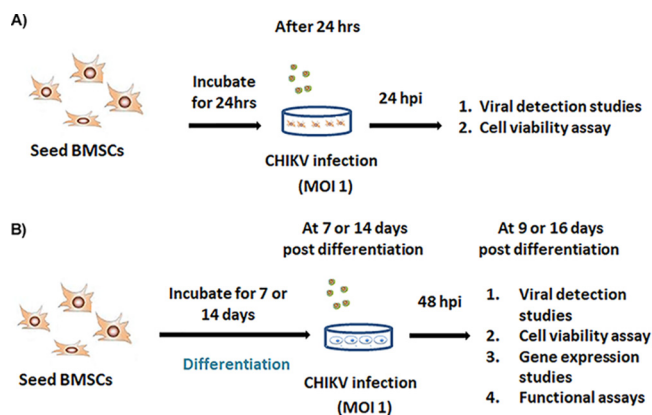 A)
After 24 hrs
Incubate
for 24hrs
24 hpi
1. Viral detection studies
2. Cell viability assay
Seed BMSCs
CHIKV infection
(MOI 1)
B)
At 7 or 14 days
post differentiation
At 9 or 16 days
post differentiation
Incubate for 7 or
14 days
48 hpi
Differentiation
1. Viral detection
studies
2. Cell viability assay
3. Gene expression
studies
4. Functional assays
Seed BMSCs
CHIKV infection
(MOI 1)